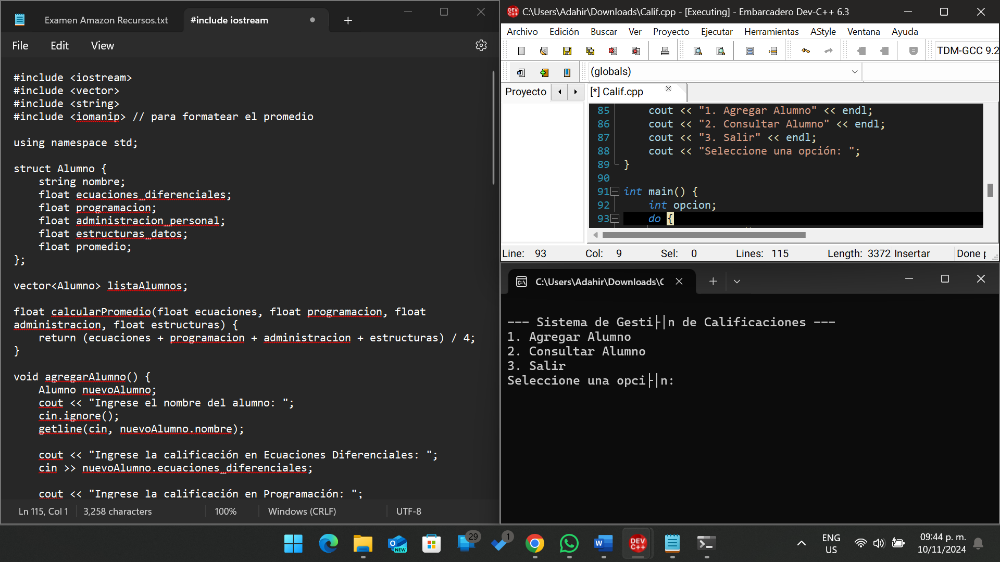 Examen Amazon Recursos.txt
#include iostream
File
Edit
View
#include <iostream>
#include <vector>
#include <string>
#include <iomanip> // para formatear el promedio
using namespace std;
struct Alumno {
string nombre;
float ecuaciones_diferenciales;
float programacion;
float administracion_personal;
float estructuras_datos;
float promedio;
};
vector<Alumno> listaAlumnos;
float calcularPromedio(float ecuaciones, float programacion, float
administracion, float estructuras) {
return (ecuaciones + programacion + administracion + estructuras) / 4;
}
void agregarAlumno() {
Alumno nuevoAlumno;
cout << "Ingrese el nombre del alumno: ";
cin.ignore();
getline(cin, nuevoAlumno.nombre);
cout << "Ingrese la calificación en Ecuaciones Diferenciales: ";
cin >> nuevoAlumno.ecuaciones_diferenciales;
cout << "Ingrese la calificación en Programación: ";
Ln 115, Col 1
3,258 characters
100%
Windows (CRLF)
UTF-8
DEV C++
C:\Users\Adahir\Downloads\Calif.cpp - [Executing] - Embarcadero Dev-C++ 6.3
Archivo Edición Buscar Ver Proyecto Ejecutar Herramientas AStyle Ventana Ayuda
TDM-GCC 9.2
(globals)
Proyecto
[*] Calif.cpp
85 cout << "1. Agregar Alumno" << endl;
86 cout << "2. Consultar Alumno" << endl;
87 cout << "3. Salir" << endl;
88 cout << "Seleccione una opción: ";
89 }
90
91 int main() {
92 int opcion;
93 do {
Line: 93 Col: 9 Sel: 0 Lines: 115 Length: 3372 Insertar Done p
C:\Users\Adahir\Downloads\C
--- Sistema de Gesti├│n de Calificaciones ---
1. Agregar Alumno
2. Consultar Alumno
3. Salir
Seleccione una opci├│n:
NEW
29
1
W
DEV C++
ENG
US
09:44 p. m.
10/11/2024